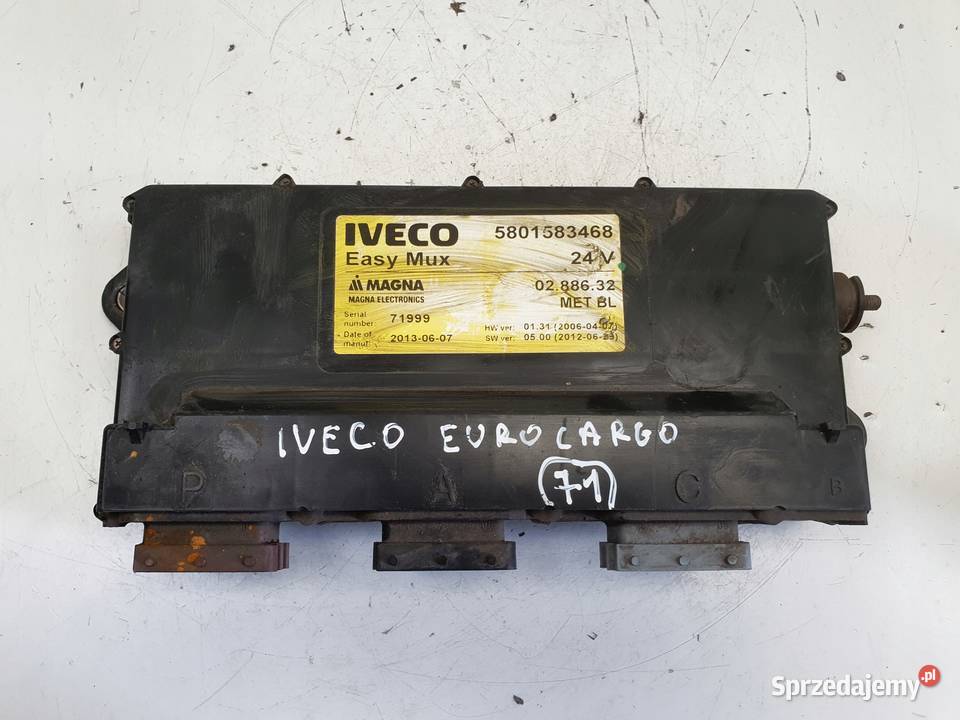 IVECO 5801583468
Easy Mux 24 V
MAGNA 02.886.32
MAGNA ELECTRONICS MET BL
Serial number: 71999
HW ver: 01.31 (2006-04-07)
Date of manuf: 2013-06-07
SW ver: 05 00 (2012-06-23)
IVECO EUROCARGO
(71)
P A C B
Sprzedajemy.pl